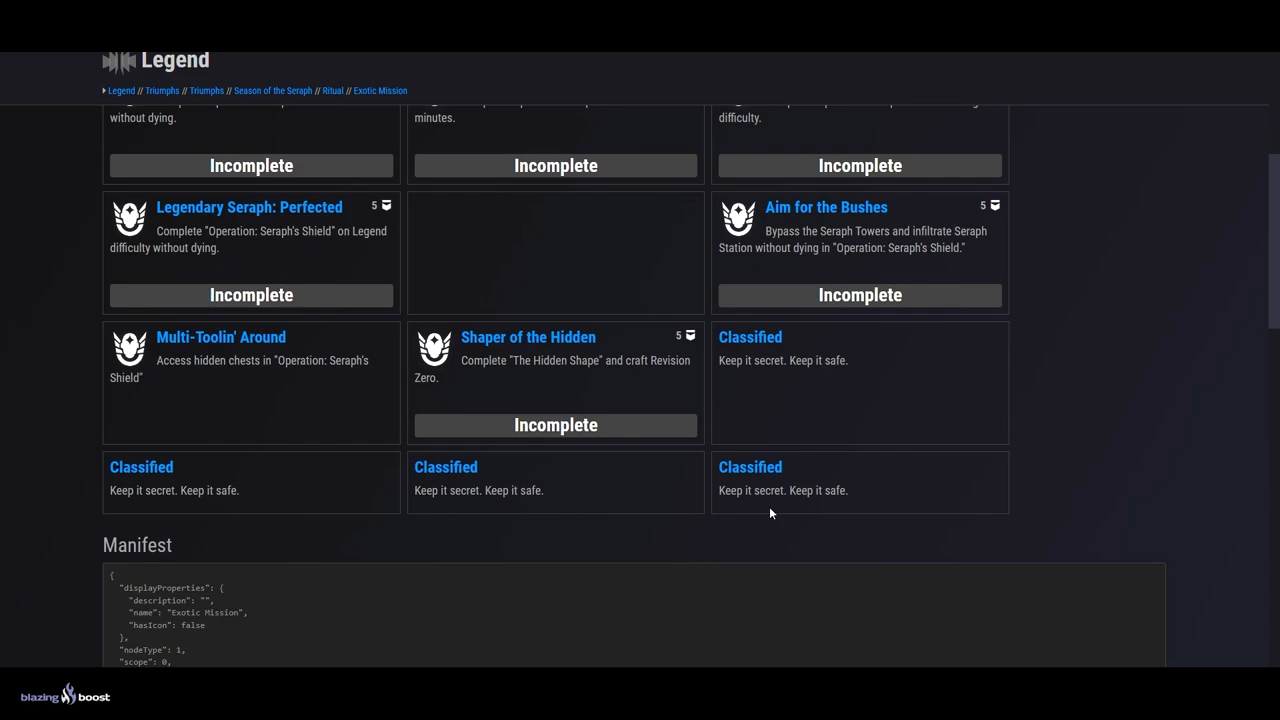 Legend
Legend // Triumphs // Triumphs // Season of the Seraph // Ritual // Exotic Mission
without dying.
minutes.
difficulty.
Incomplete
Incomplete
Incomplete
Legendary Seraph: Perfected
5
Complete "Operation: Seraph's Shield" on Legend
difficulty without dying.
Incomplete
Aim for the Bushes
5
Bypass the Seraph Towers and infiltrate Seraph
Station without dying in "Operation: Seraph's Shield."
Incomplete
Multi-Toolin' Around
Access hidden chests in "Operation: Seraph's
Shield"
Shaper of the Hidden
5
Complete "The Hidden Shape" and craft Revision
Zero.
Incomplete
Classified
Keep it secret. Keep it safe.
Classified
Keep it secret. Keep it safe.
Classified
Keep it secret. Keep it safe.
Classified
Keep it secret. Keep it safe.
Manifest
{
"displayProperties": {
"description": "",
"name": "Exotic Mission",
"hasIcon": false
},
"nodeType": 1,
"scope": 0,
blazing boost